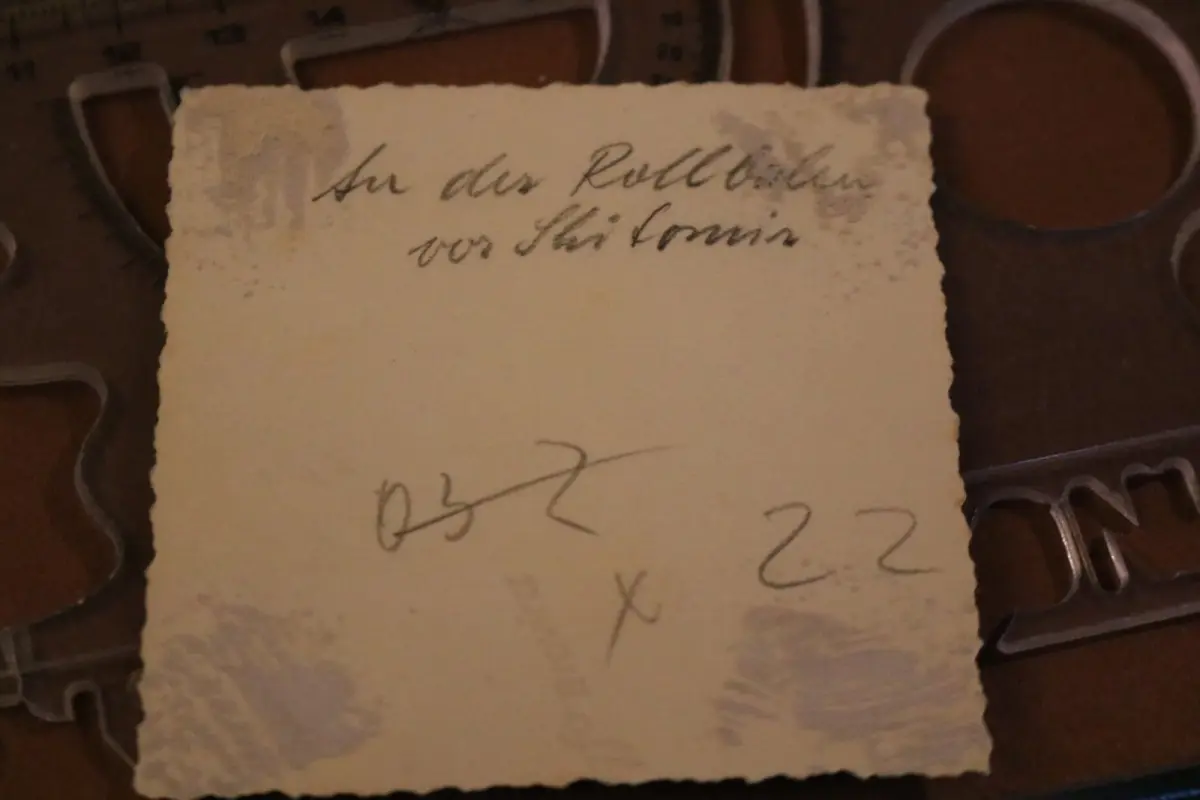 An der Rollbahn
vor Shitomir
032
22
x